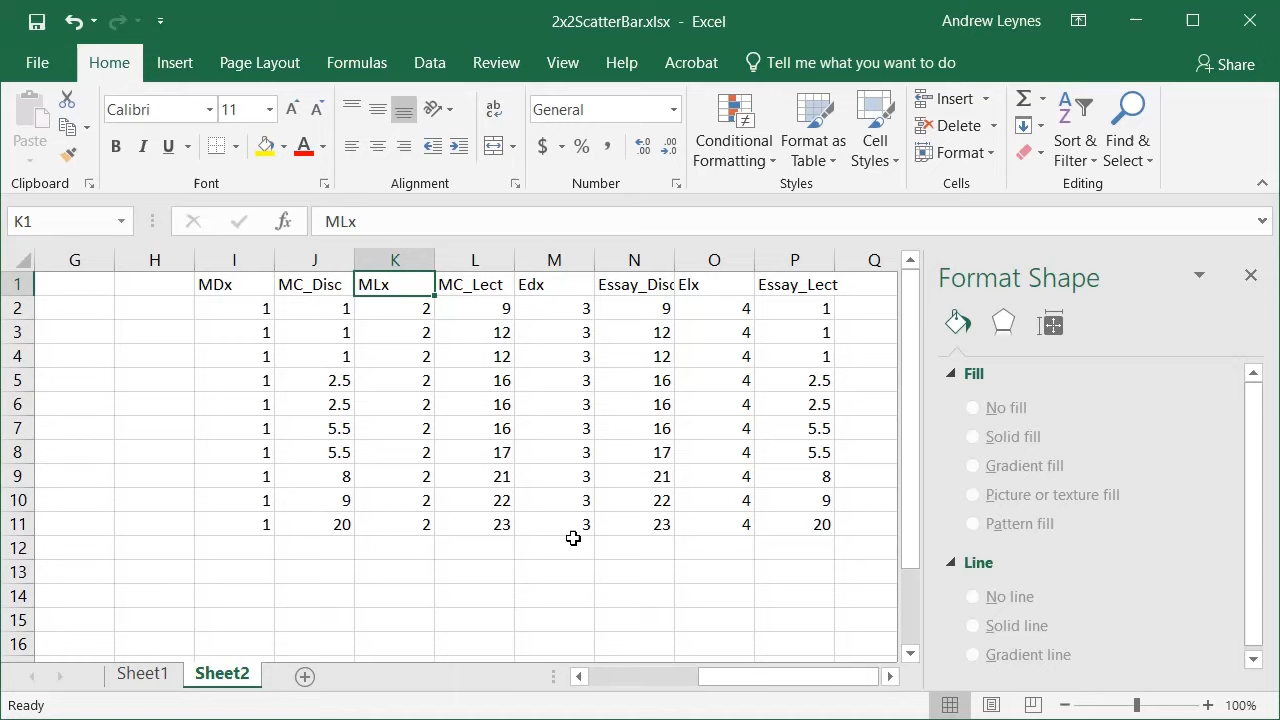 2x2ScatterBar.xlsx - Excel
Andrew Leynes
File Home Insert Page Layout Formulas Data Review View Help Acrobat Tell me what you want to do Share
Paste
Clipboard
Calibri 11
B I U A
Font
ab
Alignment
General
$ % ,
Number
Conditional Formatting
Format as Table
Cell Styles
Styles
Insert
Delete
Format
Cells
Sort & Filter
Find & Select
Editing
K1 fx MLx
G H I J K L M N O P Q
1 MDx MC_Disc MLx MC_Lect Edx Essay_Disc Elx Essay_Lect
2 1 1 2 9 3 9 4 1
3 1 1 2 12 3 12 4 1
4 1 1 2 12 3 12 4 1
5 1 2.5 2 16 3 16 4 2.5
6 1 2.5 2 16 3 16 4 2.5
7 1 5.5 2 16 3 16 4 5.5
8 1 5.5 2 17 3 17 4 5.5
9 1 8 2 21 3 21 4 8
10 1 9 2 22 3 22 4 9
11 1 20 2 23 3 23 4 20
12
13
14
15
16
Format Shape
Fill
No fill
Solid fill
Gradient fill
Picture or texture fill
Pattern fill
Line
No line
Solid line
Gradient line
Sheet1 Sheet2
Ready
100%